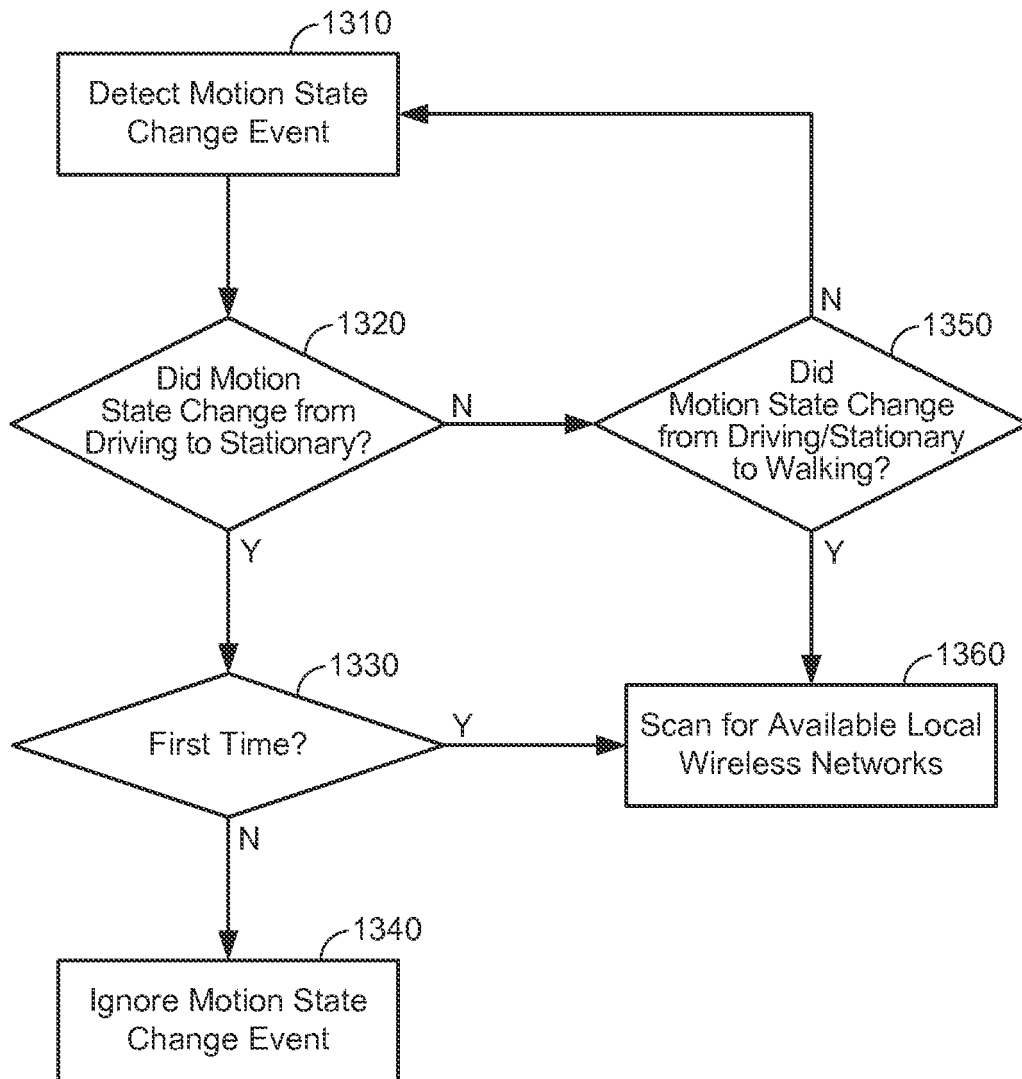 1310
Detect Motion State
Change Event
1320
Did Motion
State Change from
Driving to Stationary?
N
Y
N
1350
Did
Motion State Change
from Driving/Stationary
to Walking?
Y
1330
First Time?
Y
N
1360
Scan for Available Local
Wireless Networks
1340
Ignore Motion State
Change Event